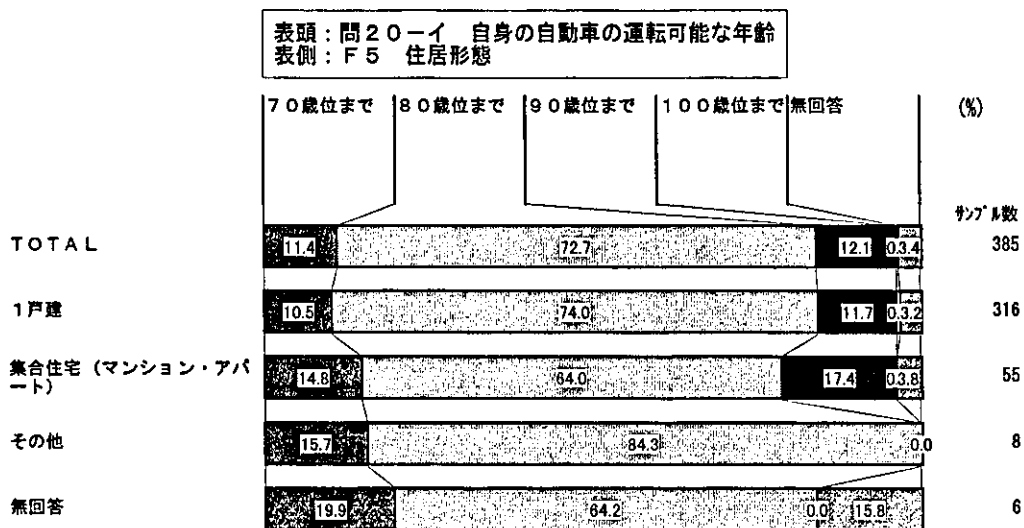 表頭：問２０－イ　自身の自動車の運転可能な年齢
表側：Ｆ５　住居形態
７０歳位まで ８０歳位まで ９０歳位まで １００歳位まで 無回答 (%)
ｻﾝﾌﾟﾙ数
ＴＯＴＡＬ 11.4 72.7 12.1 0.3.4 385
１戸建 10.5 74.0 11.7 0.3.2 316
集合住宅（マンション・アパ
ート） 14.8 64.0 17.4 0.3.8 55
その他 15.7 84.3 0.0 8
無回答 19.9 64.2 0.0 15.8 6